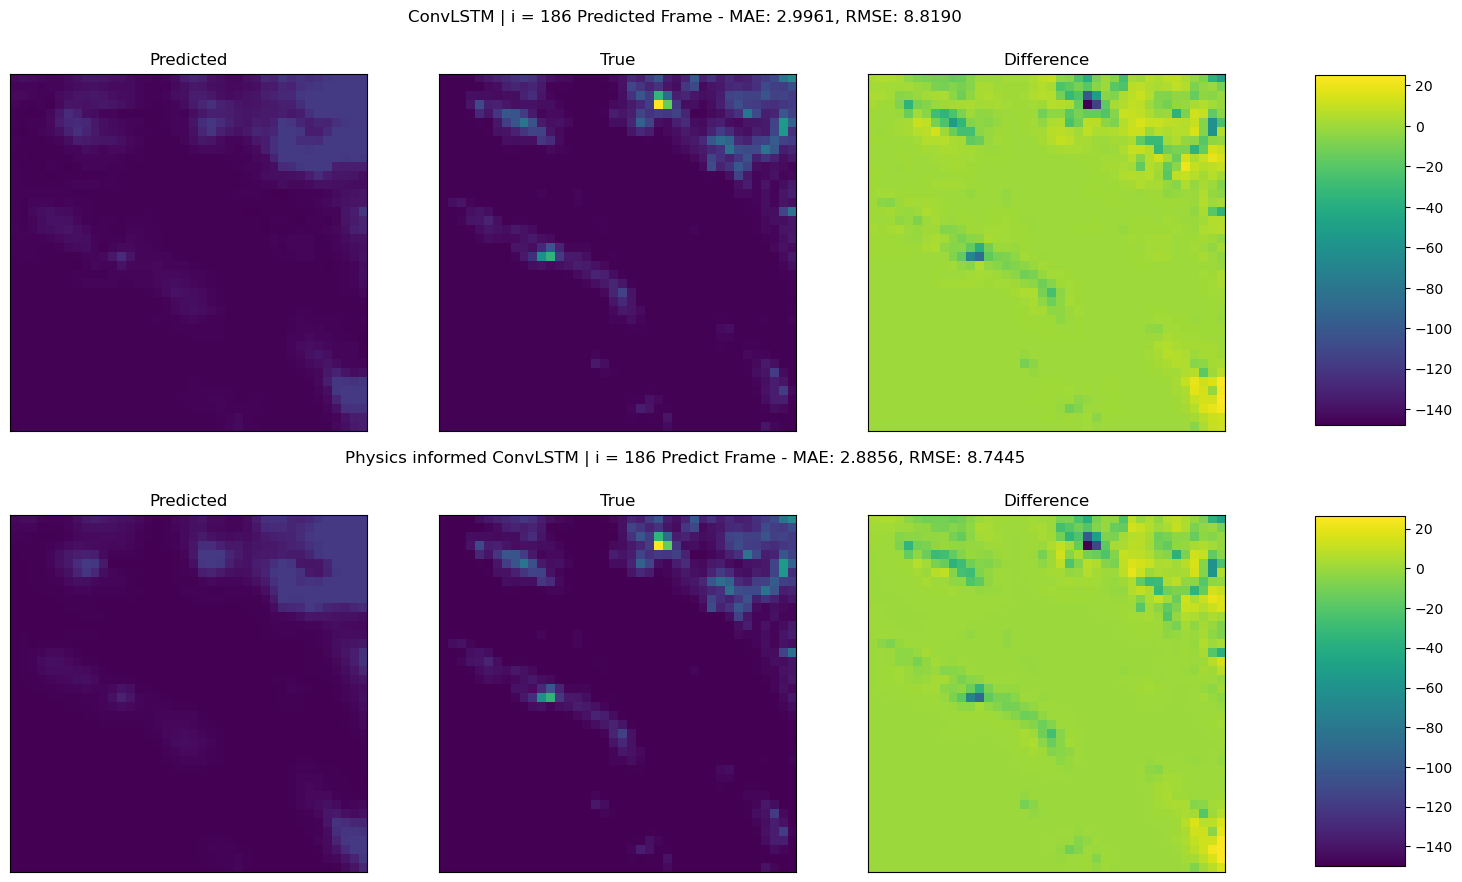 ConvLSTM | i = 186 Predicted Frame - MAE: 2.9961, RMSE: 8.8190
Predicted
True
Difference
20
0
−20
−40
−60
−80
−100
−120
−140
Physics informed ConvLSTM | i = 186 Predict Frame - MAE: 2.8856, RMSE: 8.7445
Predicted
True
Difference
20
0
−20
−40
−60
−80
−100
−120
−140